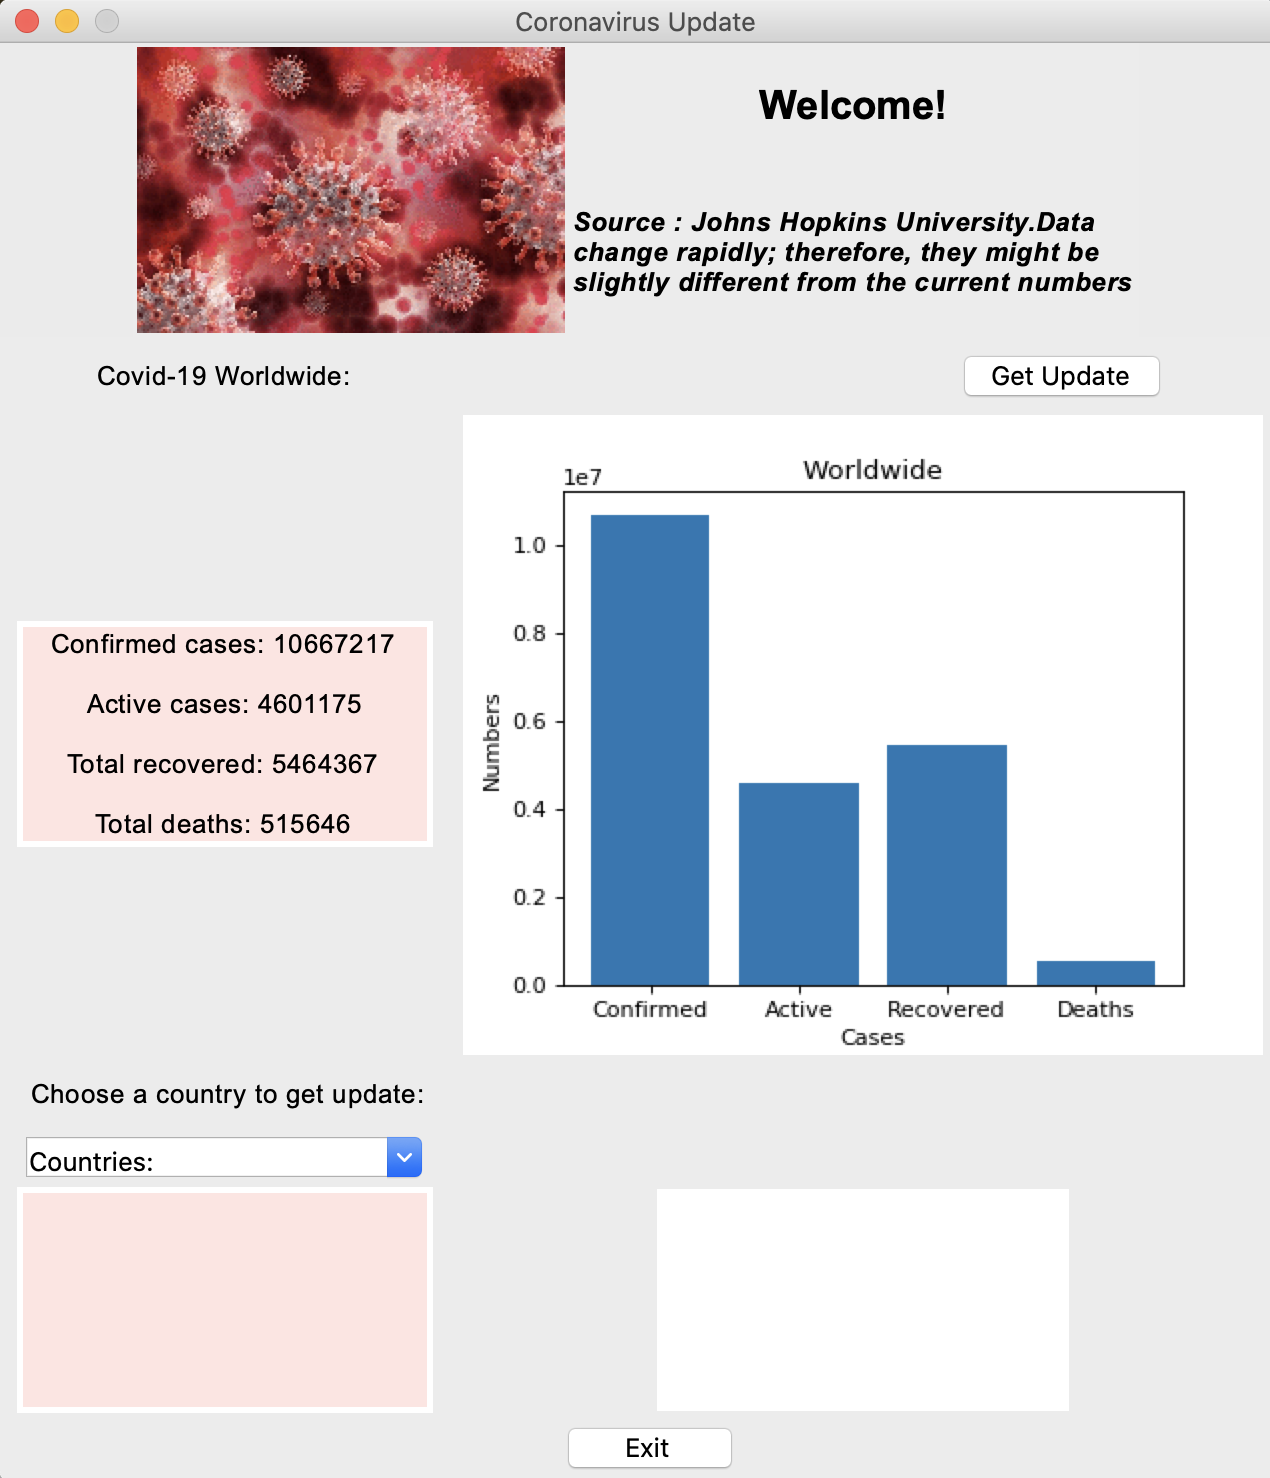 Coronavirus Update
Welcome!
Source : Johns Hopkins University.Data
change rapidly; therefore, they might be
slightly different from the current numbers
Covid-19 Worldwide:
Get Update
Confirmed cases: 10667217
Active cases: 4601175
Total recovered: 5464367
Total deaths: 515646
1e7
Worldwide
1.0
0.8
0.6
0.4
0.2
0.0
Numbers
Confirmed Active Recovered Deaths
Cases
Choose a country to get update:
Countries:
Exit